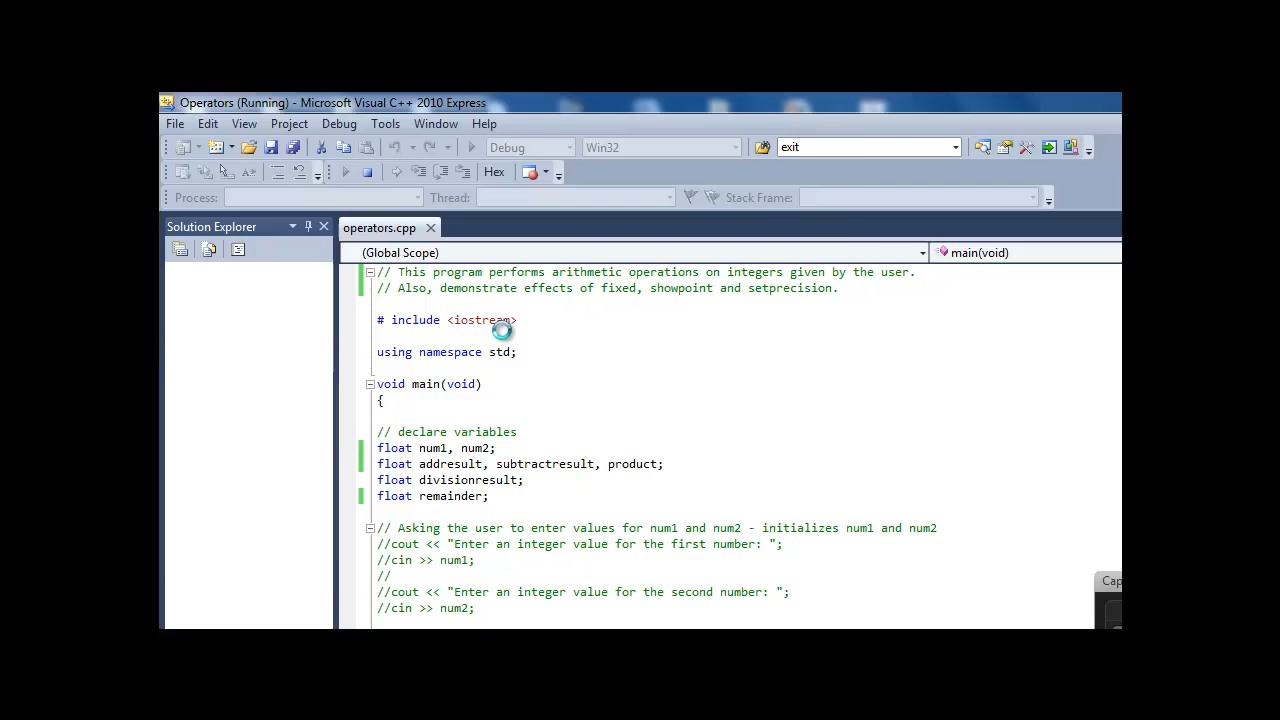 Operators (Running) - Microsoft Visual C++ 2010 Express
File Edit View Project Debug Tools Window Help
Debug Win32 exit
Hex
Process: Thread: Stack Frame:
Solution Explorer
operators.cpp
(Global Scope) main(void)
// This program performs arithmetic operations on integers given by the user.
// Also, demonstrate effects of fixed, showpoint and setprecision.
# include <iostream>
using namespace std;
void main(void)
{
// declare variables
float num1, num2;
float addresult, subtractresult, product;
float divisionresult;
float remainder;
// Asking the user to enter values for num1 and num2 - initializes num1 and num2
//cout << "Enter an integer value for the first number: ";
//cin >> num1;
//
//cout << "Enter an integer value for the second number: ";
//cin >> num2;
Cap